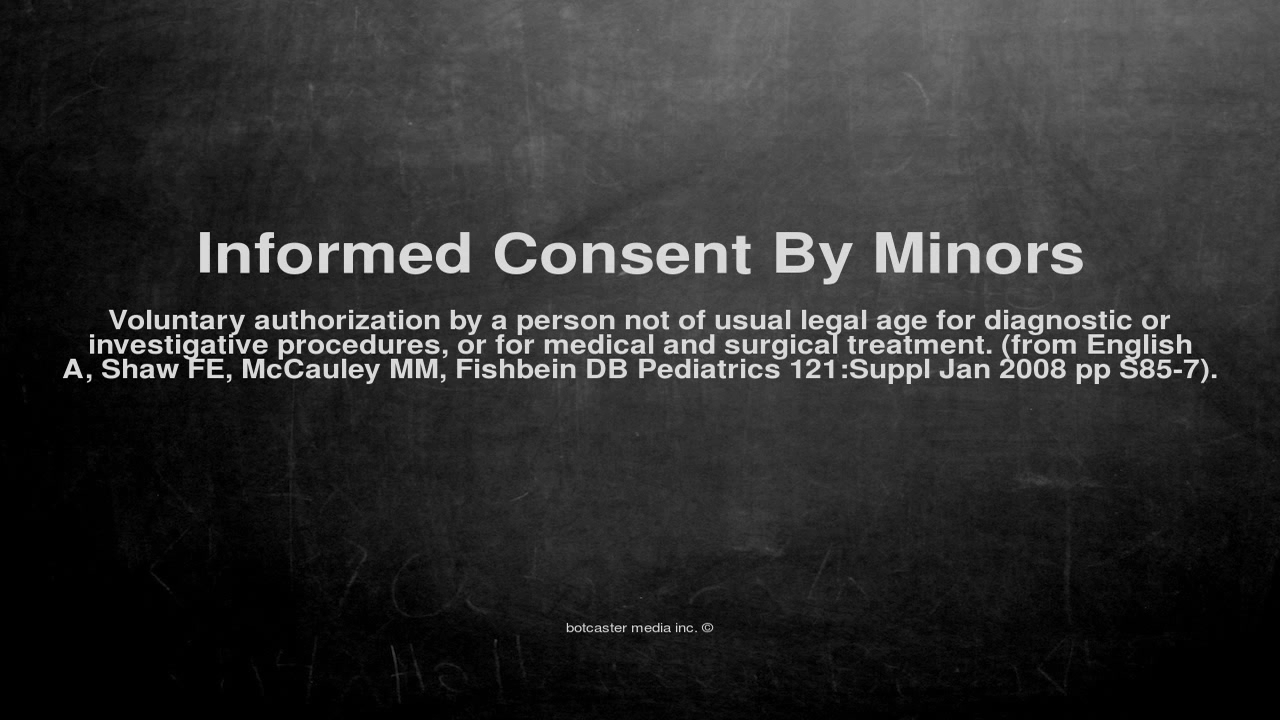 Informed Consent By Minors
Voluntary authorization by a person not of usual legal age for diagnostic or
investigative procedures, or for medical and surgical treatment. (from English
A, Shaw FE, McCauley MM, Fishbein DB Pediatrics 121:Suppl Jan 2008 pp S85-7).
botcaster media inc. ©